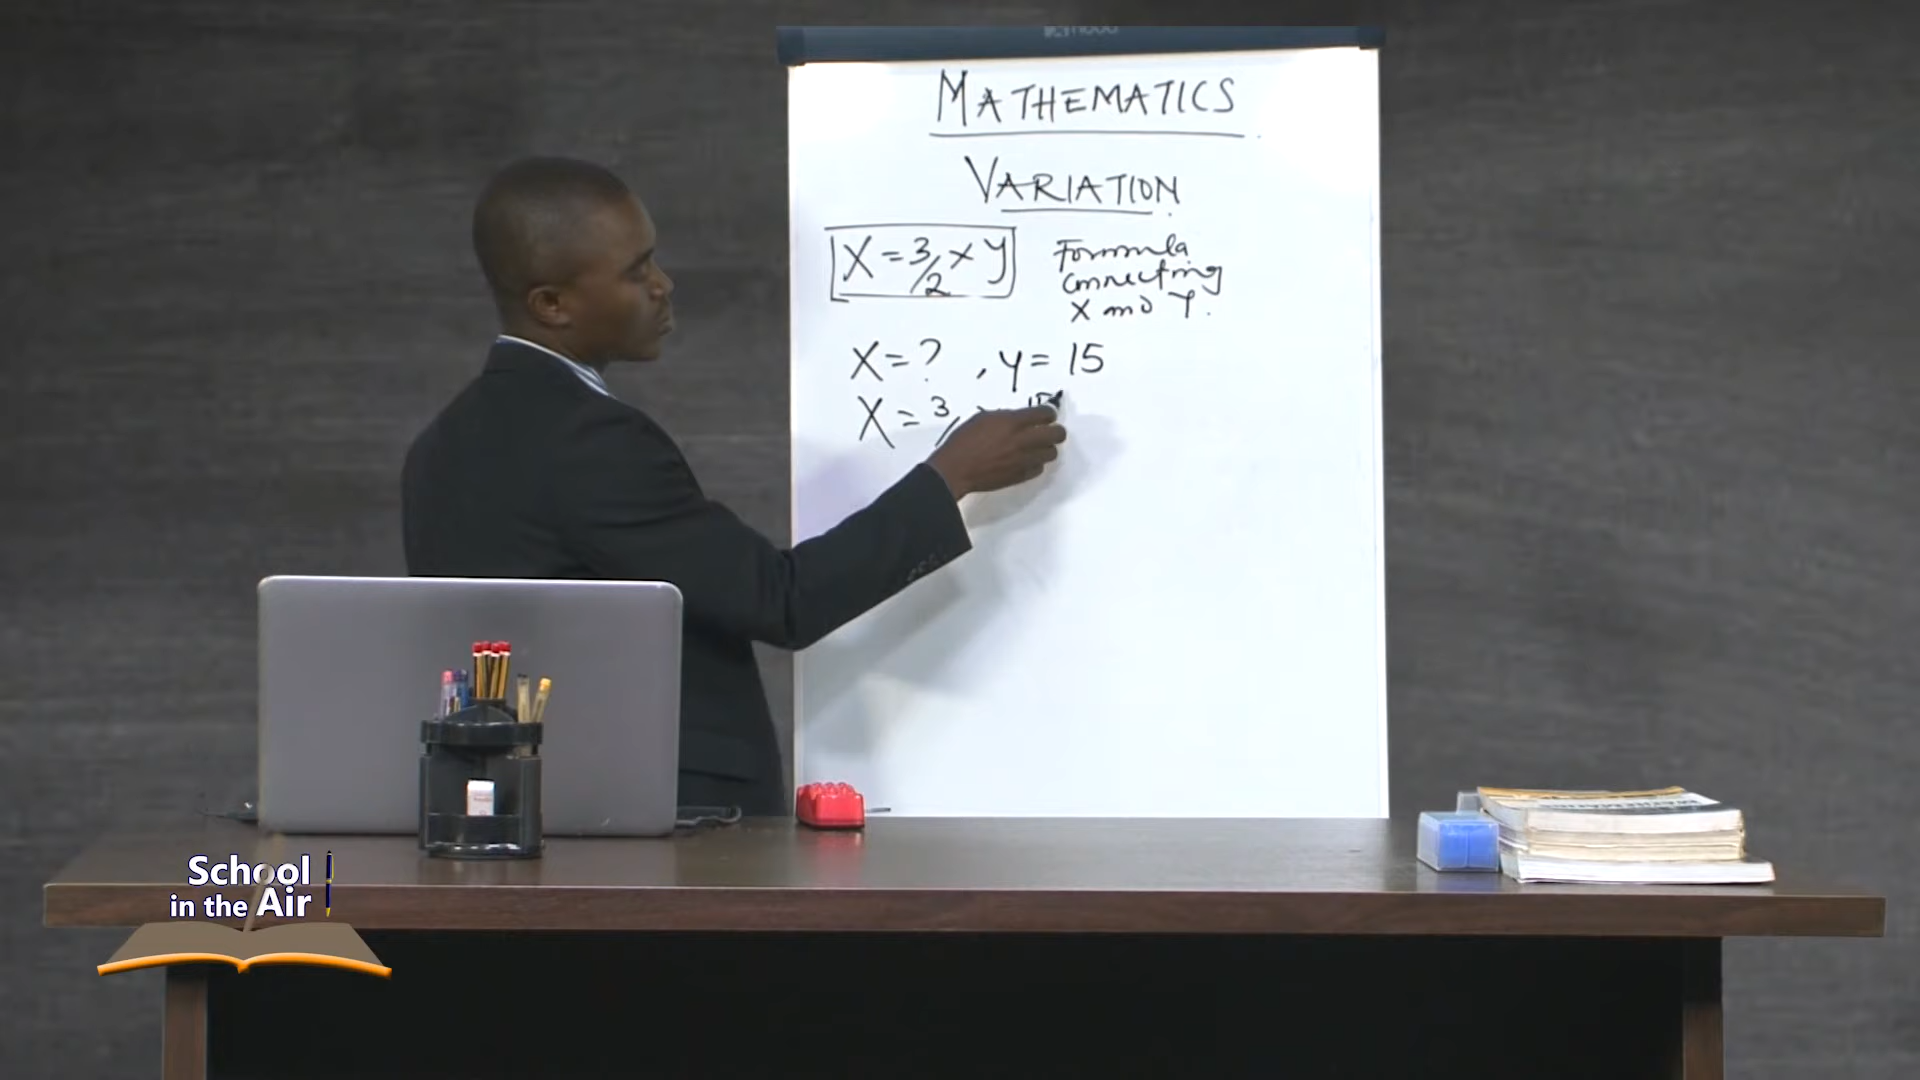 MATHEMATICS
VARIATION
X = 3/2 x Y
Formula
connecting
X and Y.
X = ? , y = 15
X = 3/
School
in the Air